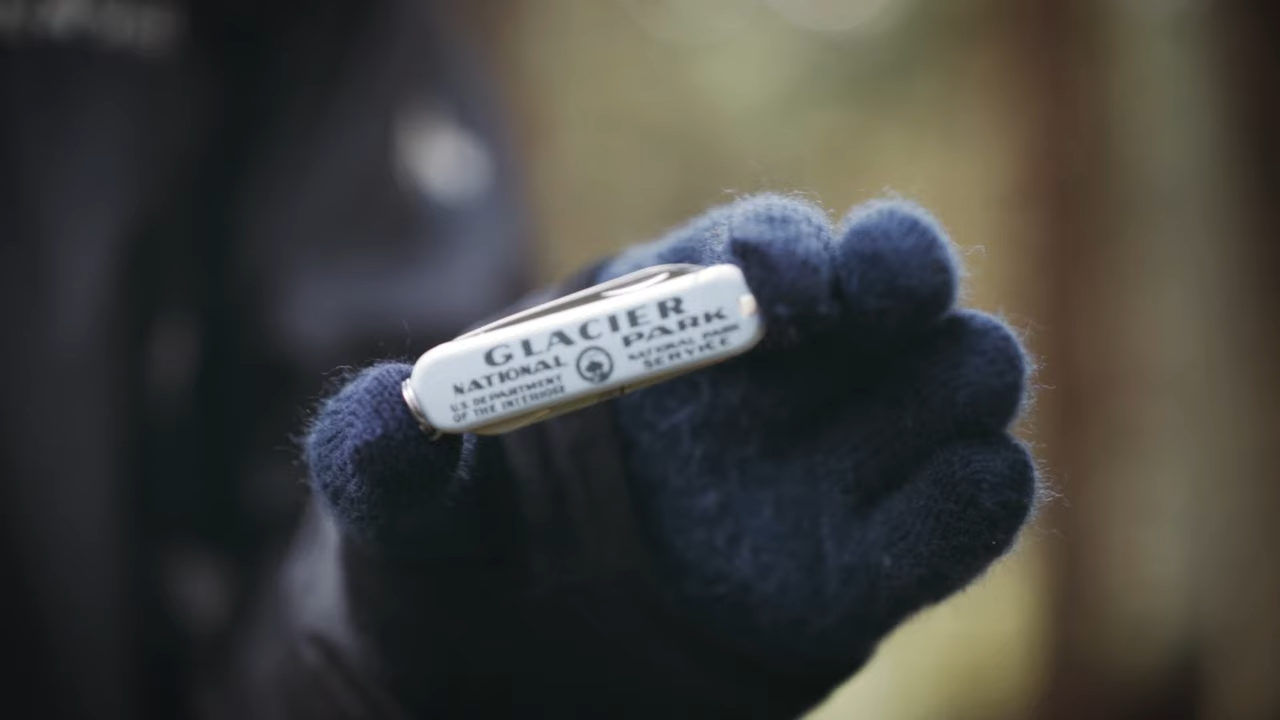 GLACIER
NATIONAL PARK
U.S. DEPARTMENT OF THE INTERIOR
NATIONAL PARK SERVICE